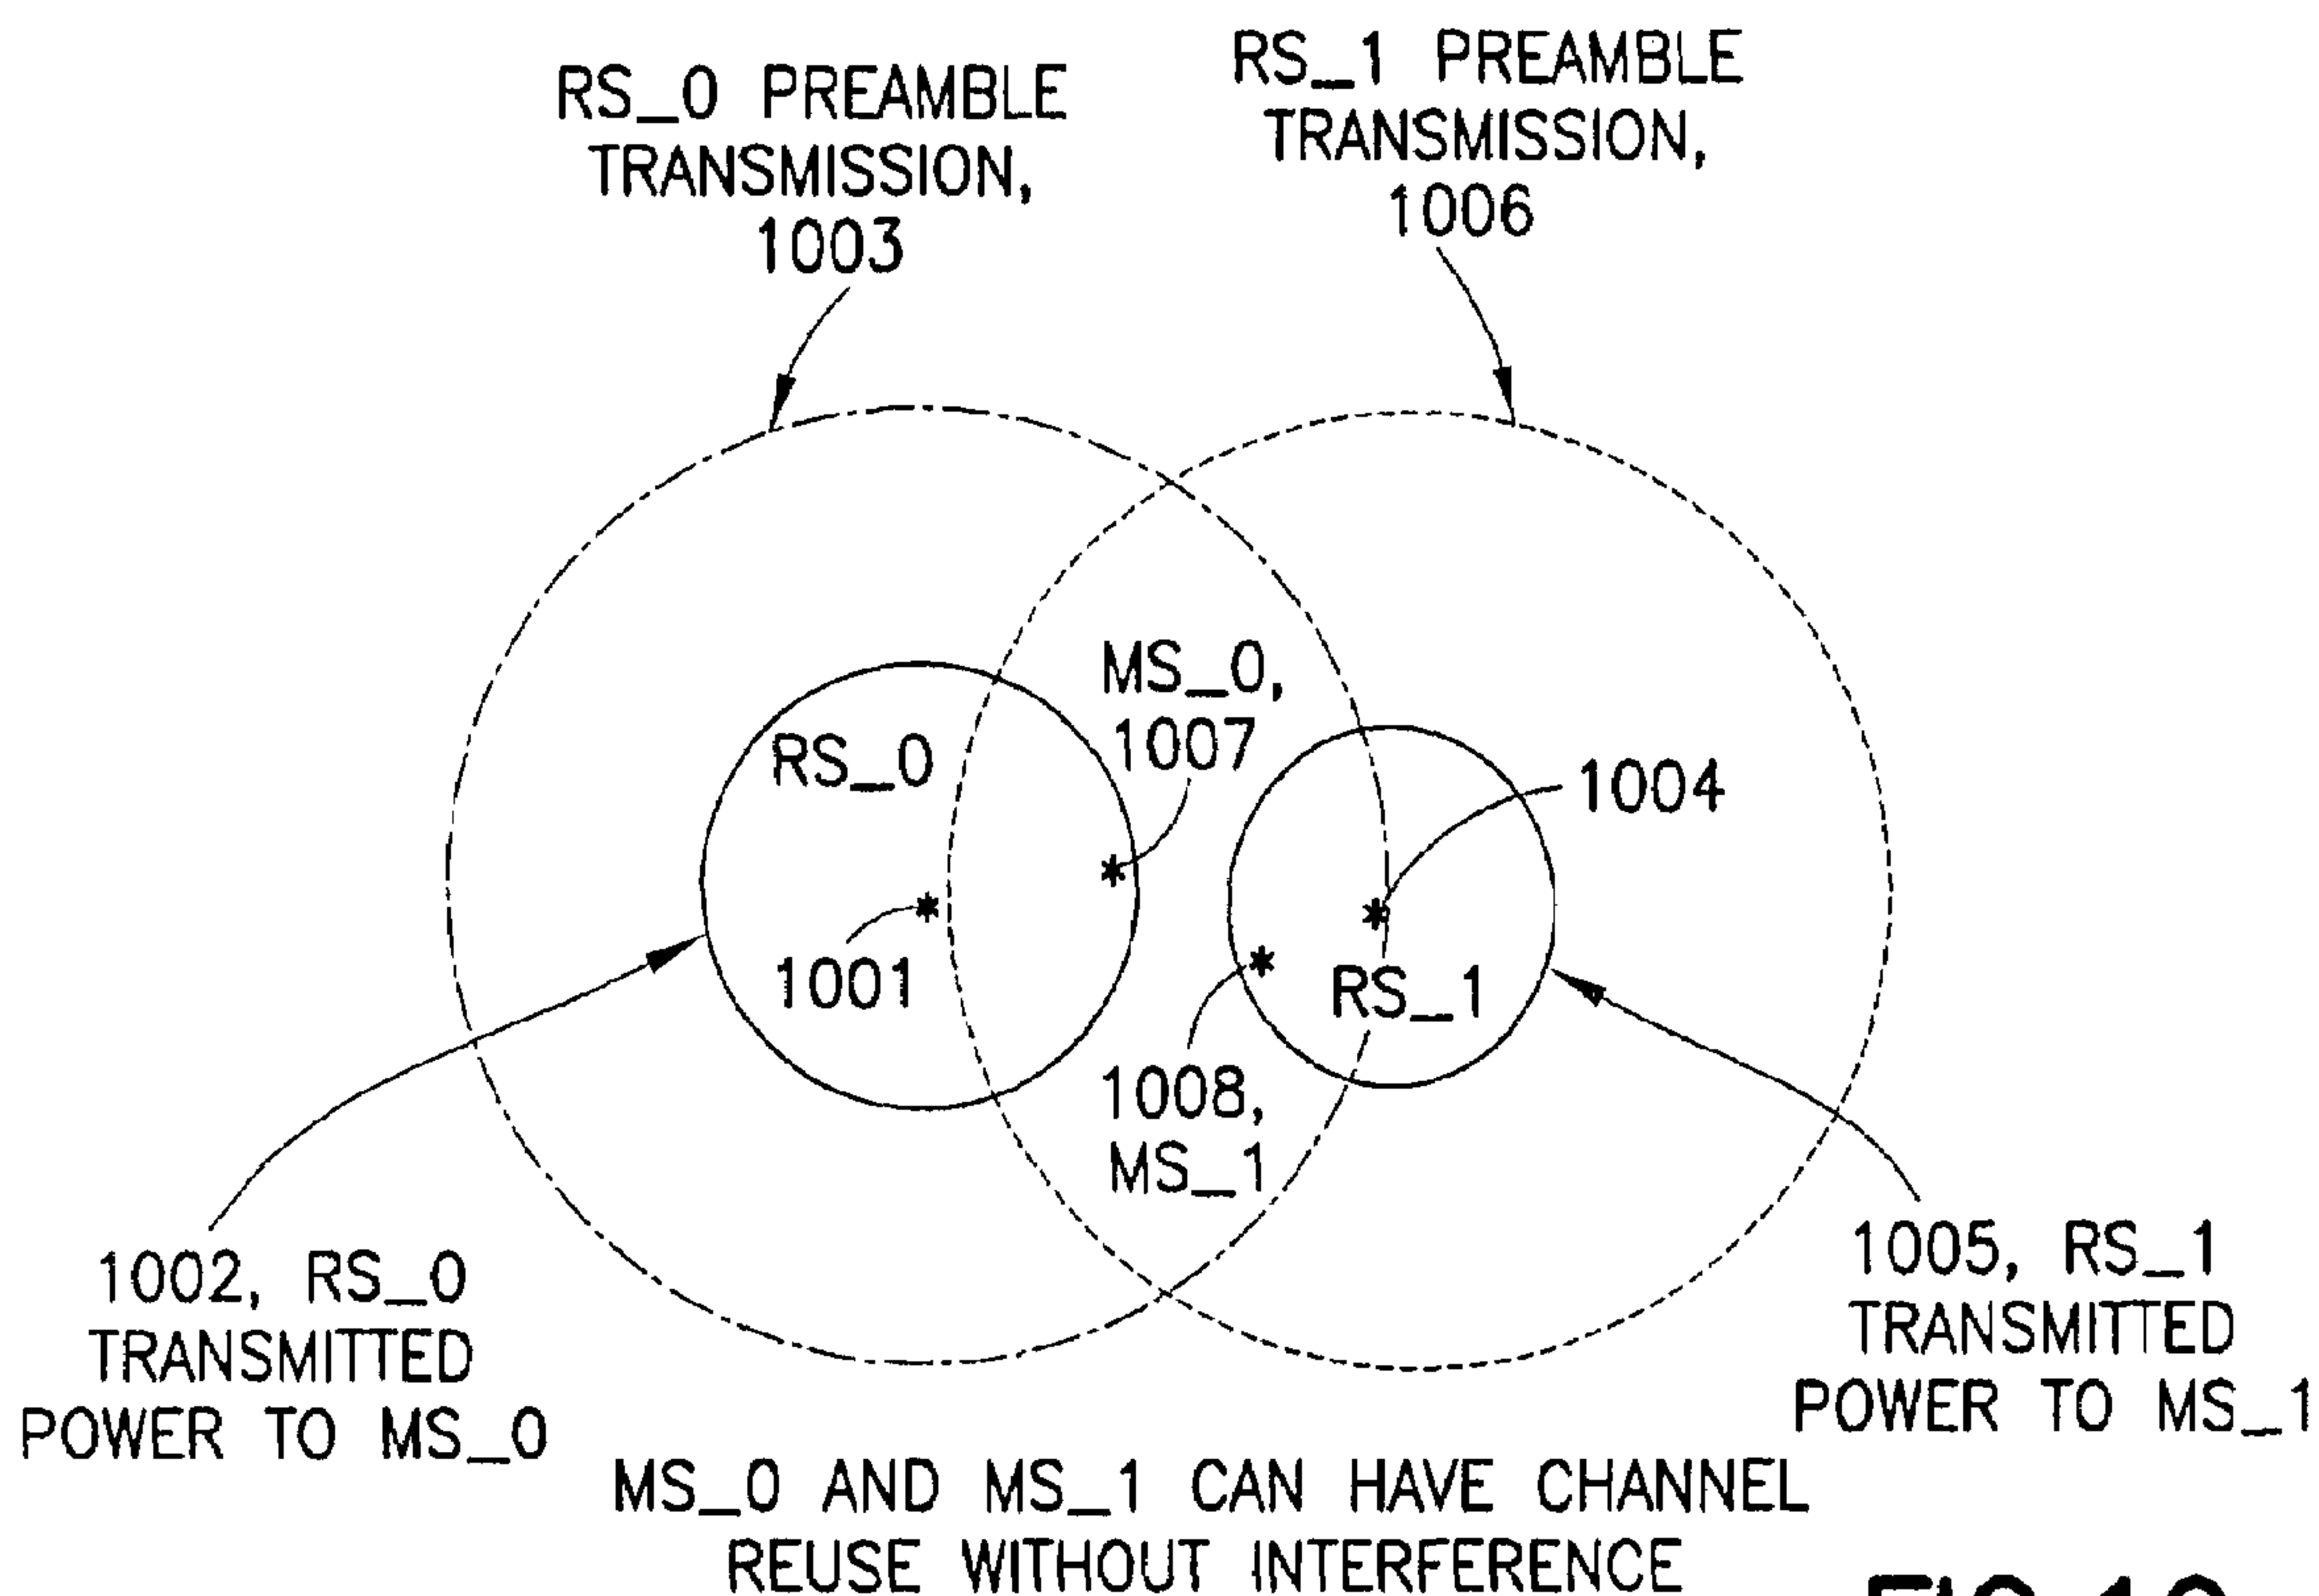 RS_0 PREAMBLE
TRANSMISSION,
1003
RS_1 PREAMBLE
TRANSMISSION,
1006
MS_0,
1007
RS_0
1004
1001
RS_1
1008,
MS_1
1002, RS_0
TRANSMITTED
POWER TO MS_0
1005, RS_1
TRANSMITTED
POWER TO MS_1
MS_0 AND MS_1 CAN HAVE CHANNEL
REUSE WITHOUT INTERFERENCE